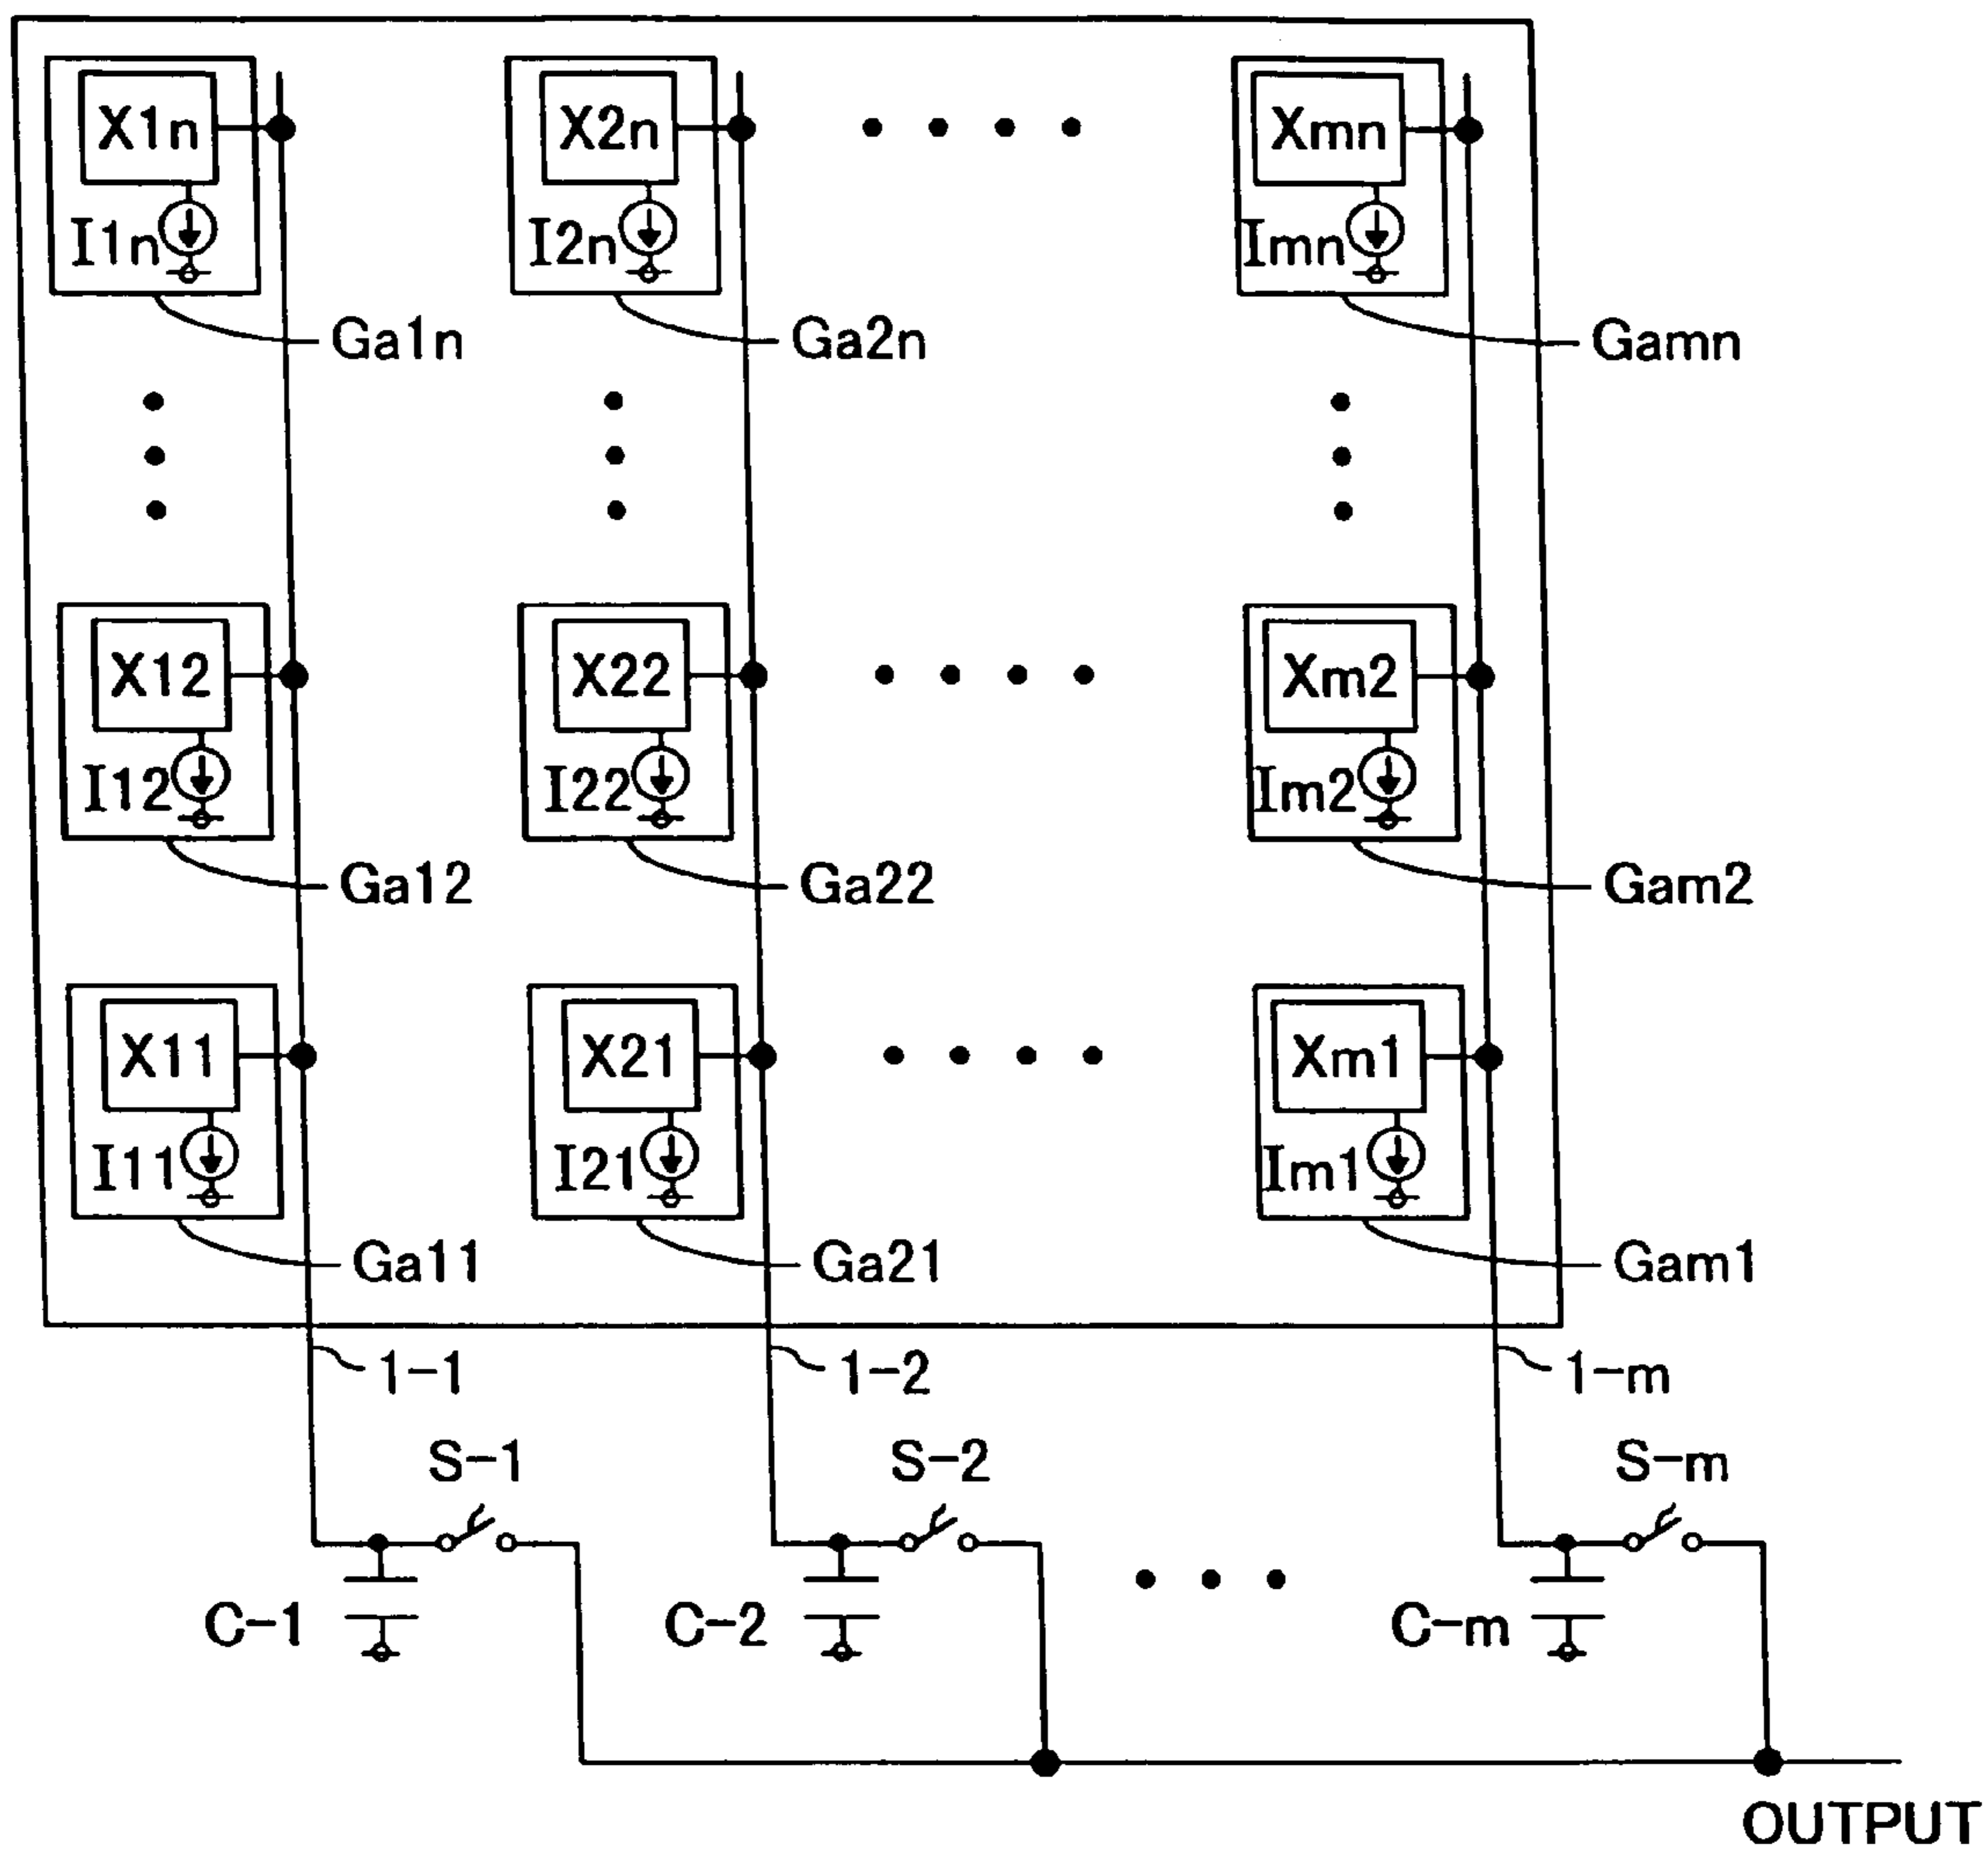 X1n X2n Xmn
I1n I2n Imn
Ga1n Ga2n Gamn
X12 X22 Xm2
I12 I22 Im2
Ga12 Ga22 Gam2
X11 X21 Xm1
I11 I21 Im1
Ga11 Ga21 Gam1
1-1 1-2 1-m
S-1 S-2 S-m
C-1 C-2 C-m
OUTPUT